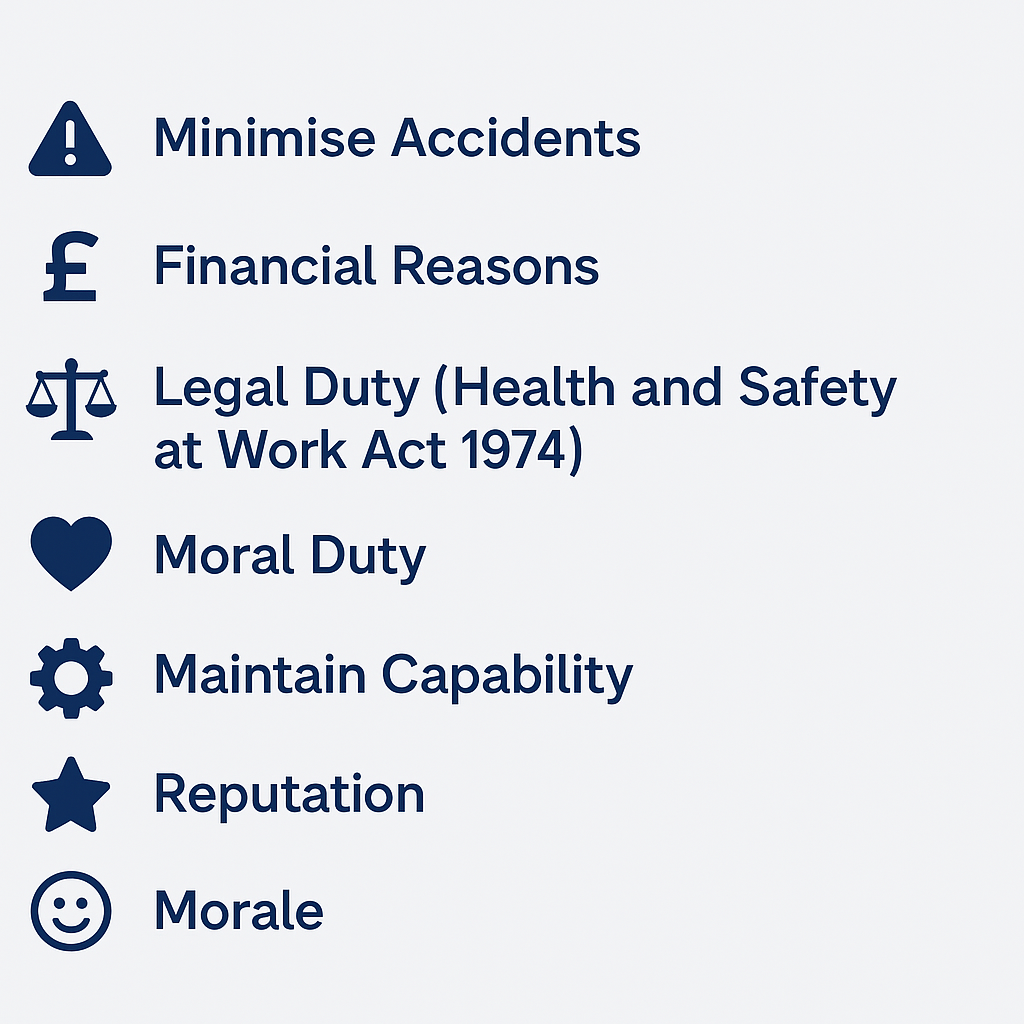 Minimise Accidents
£ Financial Reasons
Legal Duty (Health and Safety
at Work Act 1974)
Moral Duty
Maintain Capability
Reputation
Morale